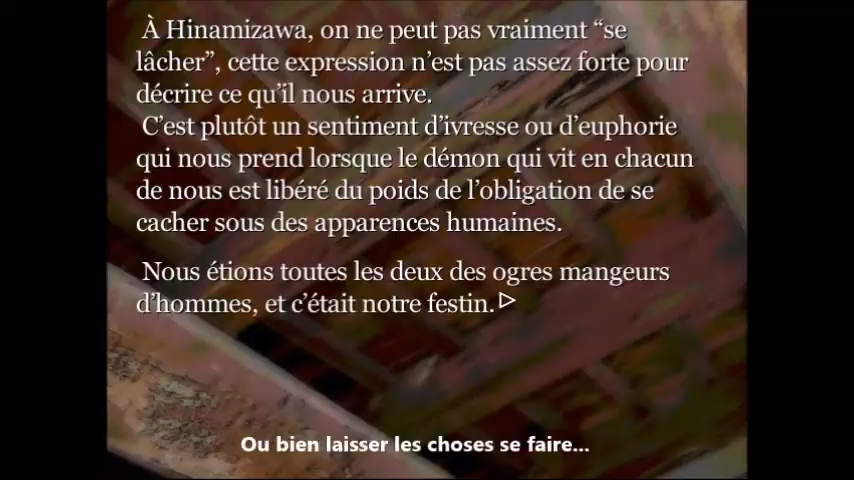 À Hinamizawa, on ne peut pas vraiment “se
lâcher”, cette expression n’est pas assez forte pour
décrire ce qu’il nous arrive.
C’est plutôt un sentiment d’ivresse ou d’euphorie
qui nous prend lorsque le démon qui vit en chacun
de nous est libéré du poids de l’obligation de se
cacher sous des apparences humaines.
Nous étions toutes les deux des ogres mangeurs
d’hommes, et c’était notre festin.
Ou bien laisser les choses se faire...